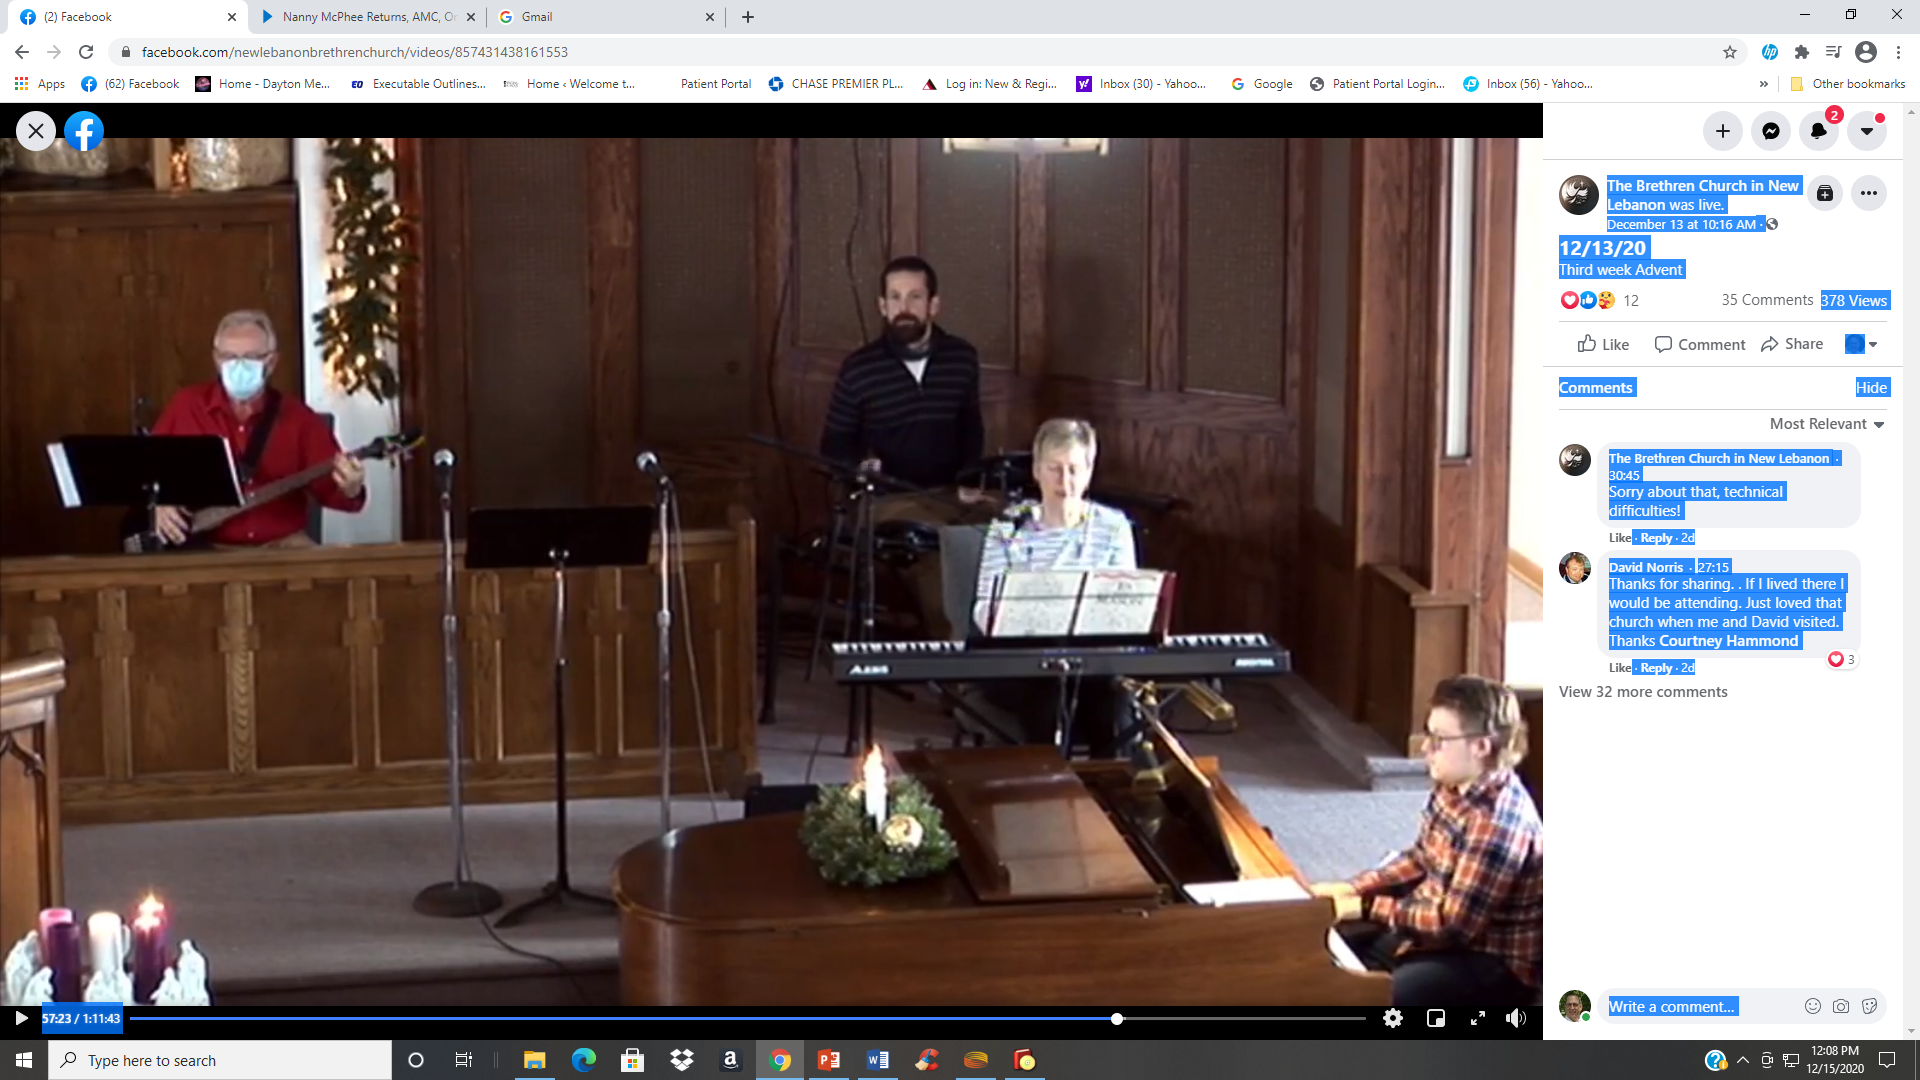 (2) Facebook
Nanny McPhee Returns, AMC, Or
Gmail
facebook.com/newlebanonbrethrenchurch/videos/857431438161553
Apps
(62) Facebook
Home - Dayton Me...
Executable Outlines...
Home ‹ Welcome t...
Patient Portal
CHASE PREMIER PL...
Log in: New & Regi...
Inbox (30) - Yahoo...
Google
Patient Portal Login...
Inbox (56) - Yahoo...
»
Other bookmarks
2
The Brethren Church in New
Lebanon was live.
December 13 at 10:16 AM ·
12/13/20
Third week Advent
12
35 Comments 378 Views
Like
Comment
Share
Comments
Hide
Most Relevant
The Brethren Church in New Lebanon ·
30:45
Sorry about that, technical
difficulties!
Like · Reply · 2d
David Norris · 27:15
Thanks for sharing. . If I lived there I
would be attending. Just loved that
church when me and David visited.
Thanks Courtney Hammond
3
Like · Reply · 2d
View 32 more comments
Write a comment...
57:23 / 1:11:43
Type here to search
12:08 PM
12/15/2020